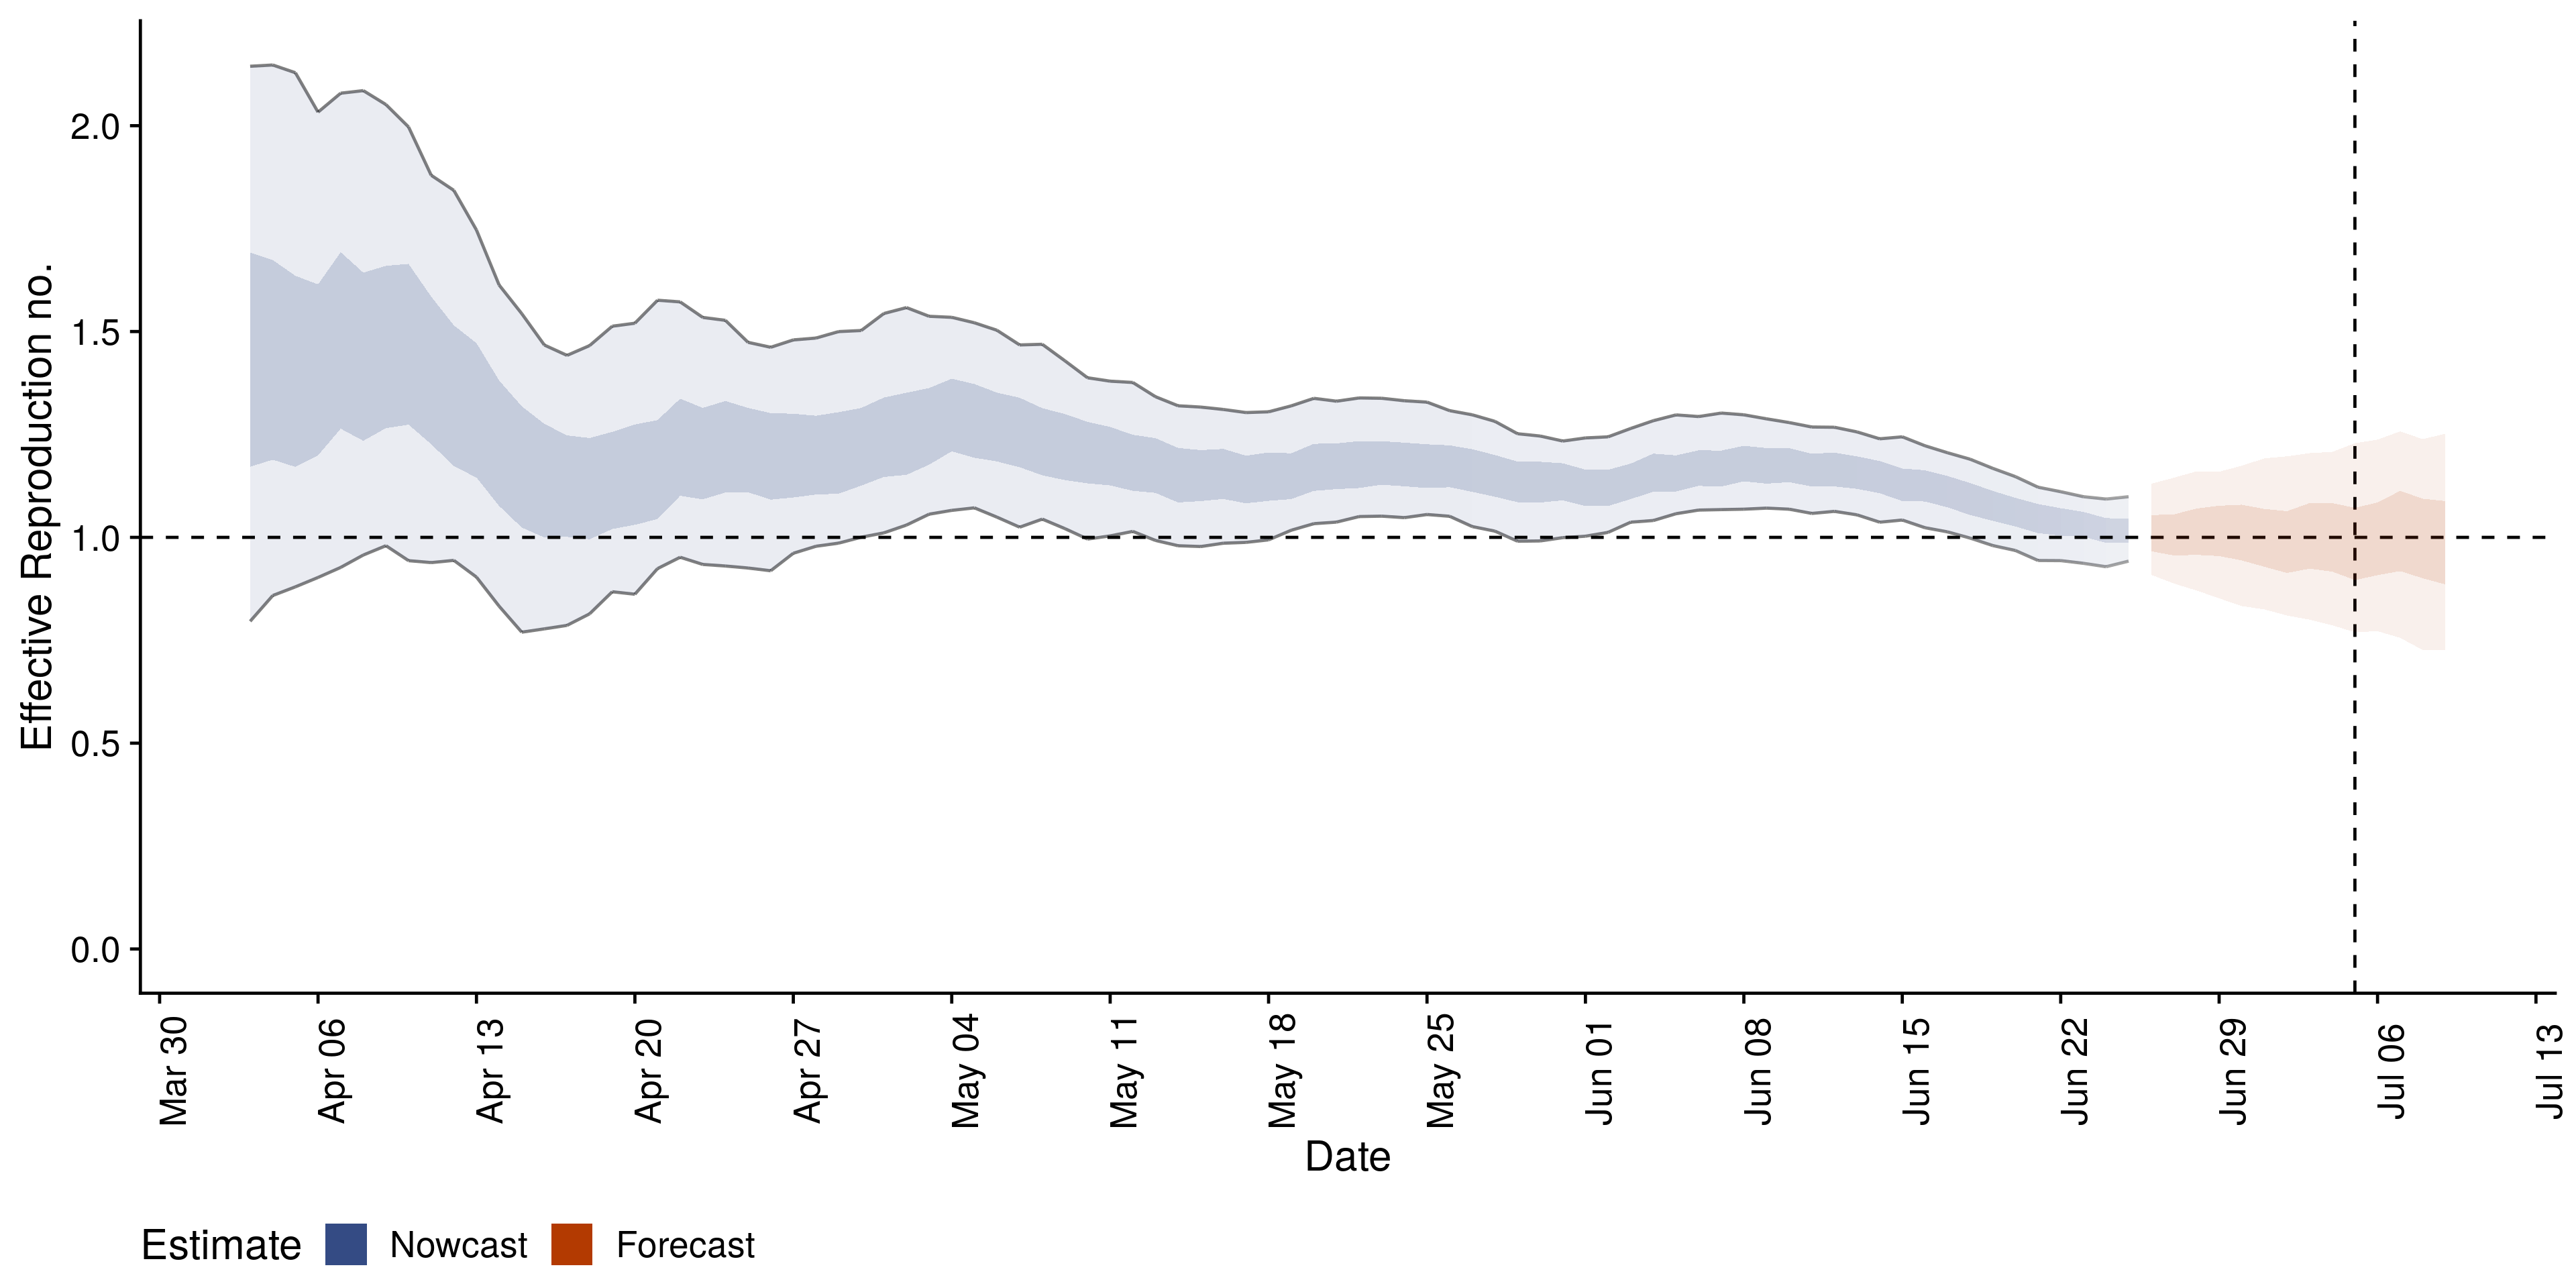 Effective Reproduction no.
2.0
1.5
1.0
0.5
0.0
Mar 30
Apr 06
Apr 13
Apr 20
Apr 27
May 04
May 11
May 18
May 25
Jun 01
Jun 08
Jun 15
Jun 22
Jun 29
Jul 06
Jul 13
Date
Estimate Nowcast Forecast